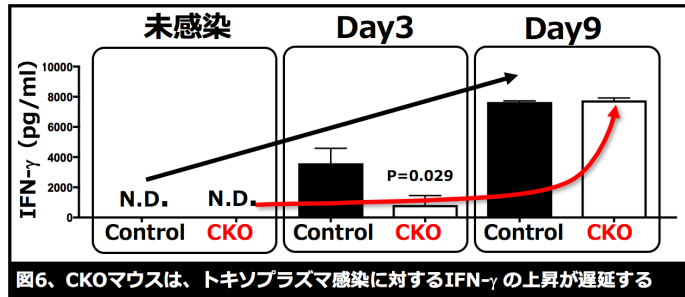 未感染 Day3 Day9
IFN-γ (pg/ml)
10000
8000
6000
4000
2000
0
N.D. N.D. P=0.029
Control CKO Control CKO Control CKO
図6、CKOマウスは、トキソプラズマ感染に対するIFN-γ の上昇が遅延する